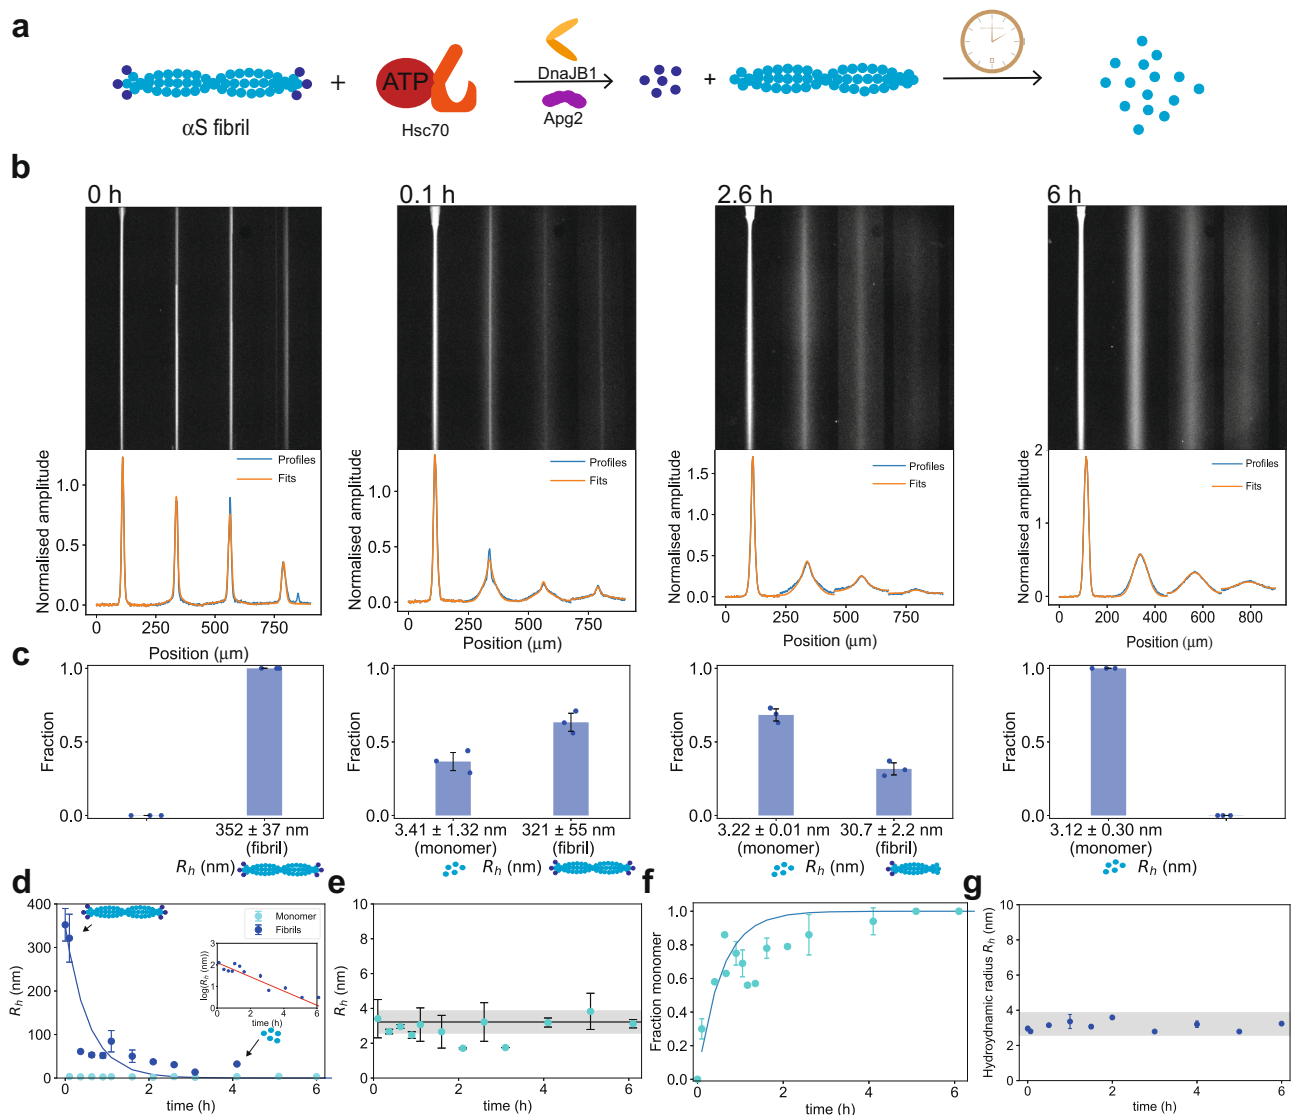 a
ATP
αS fibril
+
Hsc70
DnaJB1
Apg2
+
b
0 h
0.1 h
2.6 h
6 h
Normalised amplitude
1.0
0.5
0.0
Profiles
Fits
0 250 500 750
Position (μm)
Normalised amplitude
1.0
0.5
0.0
Profiles
Fits
0 250 500 750
Position (μm)
Normalised amplitude
1.5
1.0
0.5
0.0
Profiles
Fits
0 250 500 750
Position (μm)
Normalised amplitude
2
1
0
Profiles
Fits
0 200 400 600 800
Position (μm)
c
Fraction
1.0
0.5
0.0
352 ± 37 nm
(fibril)
Rh (nm)
Fraction
1.0
0.5
0.0
3.41 ± 1.32 nm
(monomer)
321 ± 55 nm
(fibril)
Rh (nm)
Fraction
1.0
0.5
0.0
3.22 ± 0.01 nm
(monomer)
30.7 ± 2.2 nm
(fibril)
Rh (nm)
Fraction
1.0
0.5
0.0
3.12 ± 0.30 nm
(monomer)
Rh (nm)
d
Rh (nm)
400
300
200
100
0
Monomer
Fibrils
log(Rh (nm))
3
2
1
0
0 2 4 6
time (h)
0 2 4 6
time (h)
e
Rh (nm)
10
8
6
4
2
0
0 2 4 6
time (h)
f
Fraction monomer
1.0
0.8
0.6
0.4
0.2
0.0
0 2 4 6
time (h)
g
Hydroydnamic radius Rh (nm)
10
8
6
4
2
0
0 2 4 6
time (h)